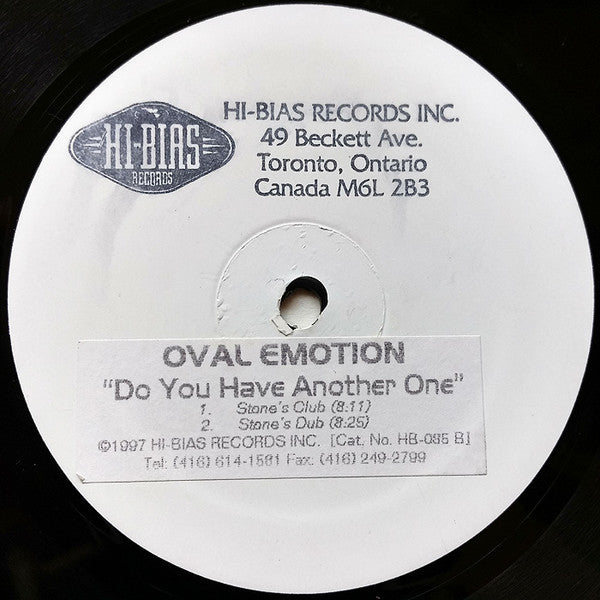 HI-BIAS
RECORDS
HI-BIAS RECORDS INC.
49 Beckett Ave.
Toronto, Ontario
Canada M6L 2B3
OVAL EMOTION
"Do You Have Another One"
1. Stone's Club (8:11)
2. Stone's Dub (8:25)
©1997 HI-BIAS RECORDS INC. [Cat. No. HB-085 B]
Tel: (416) 614-1581 Fax: (416) 249-2799